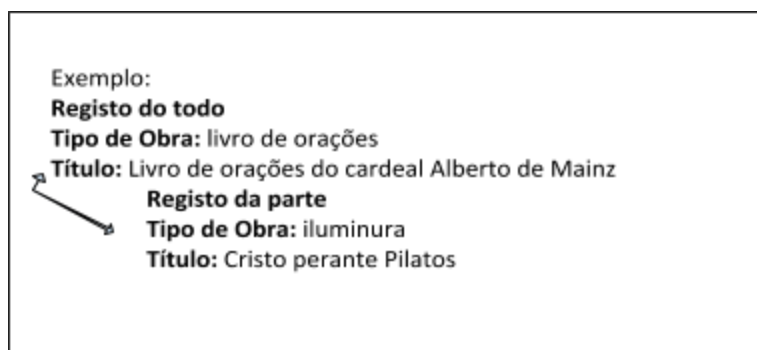 Exemplo:
Registo do todo
Tipo de Obra: livro de orações
Título: Livro de orações do cardeal Alberto de Mainz
Registo da parte
Tipo de Obra: iluminura
Título: Cristo perante Pilatos